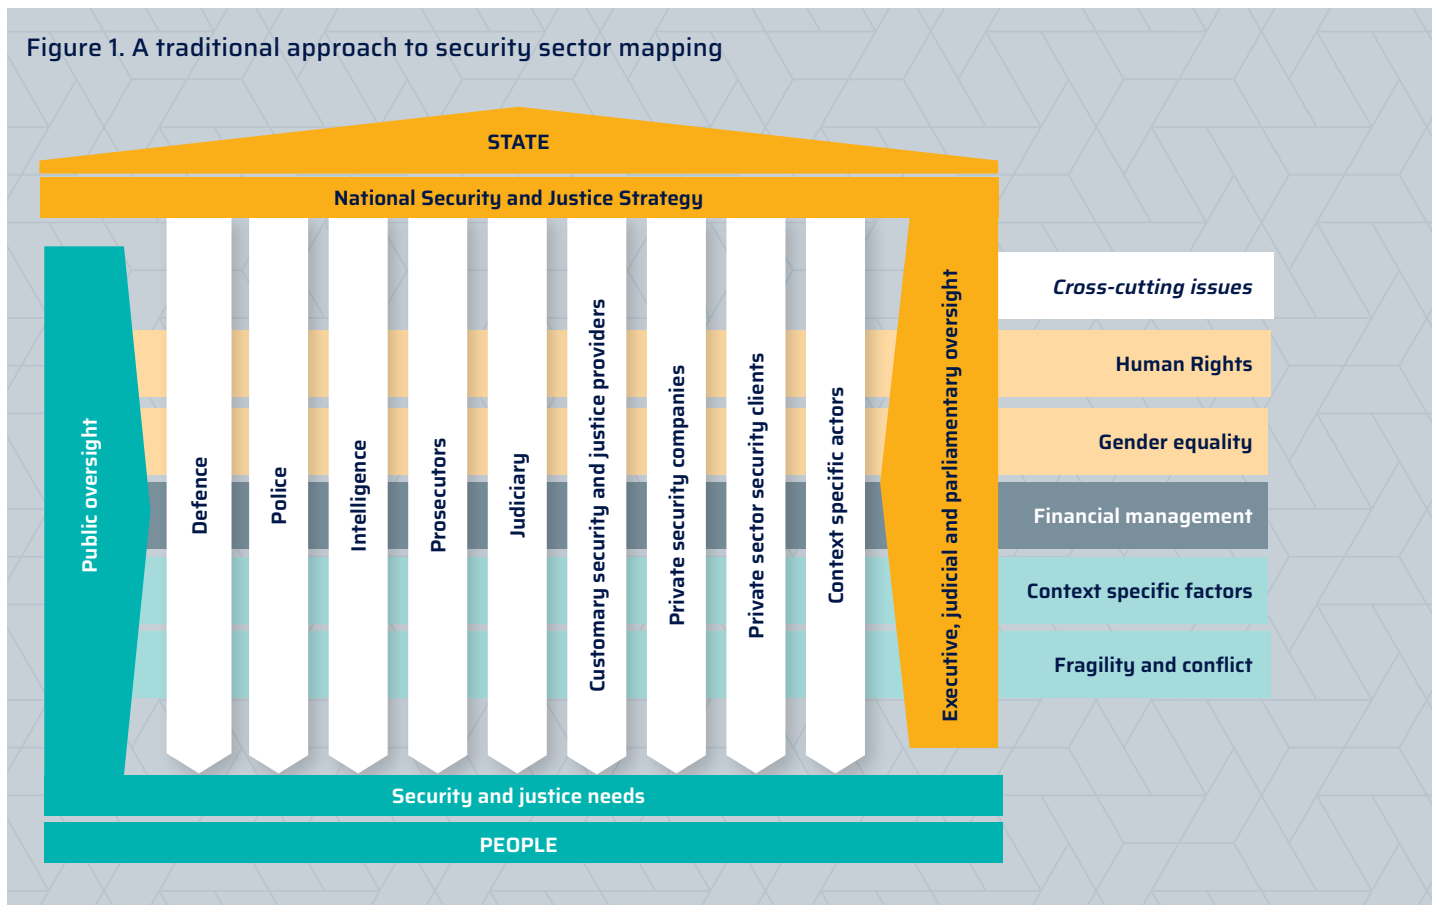 Figure 1. A traditional approach to security sector mapping
STATE
National Security and Justice Strategy
Public oversight
Defence
Police
Intelligence
Prosecutors
Judiciary
Customary security and justice providers
Private security companies
Private sector security clients
Context specific actors
Executive, judicial and parliamentary oversight
Cross-cutting issues
Human Rights
Gender equality
Financial management
Context specific factors
Fragility and conflict
Security and justice needs
PEOPLE